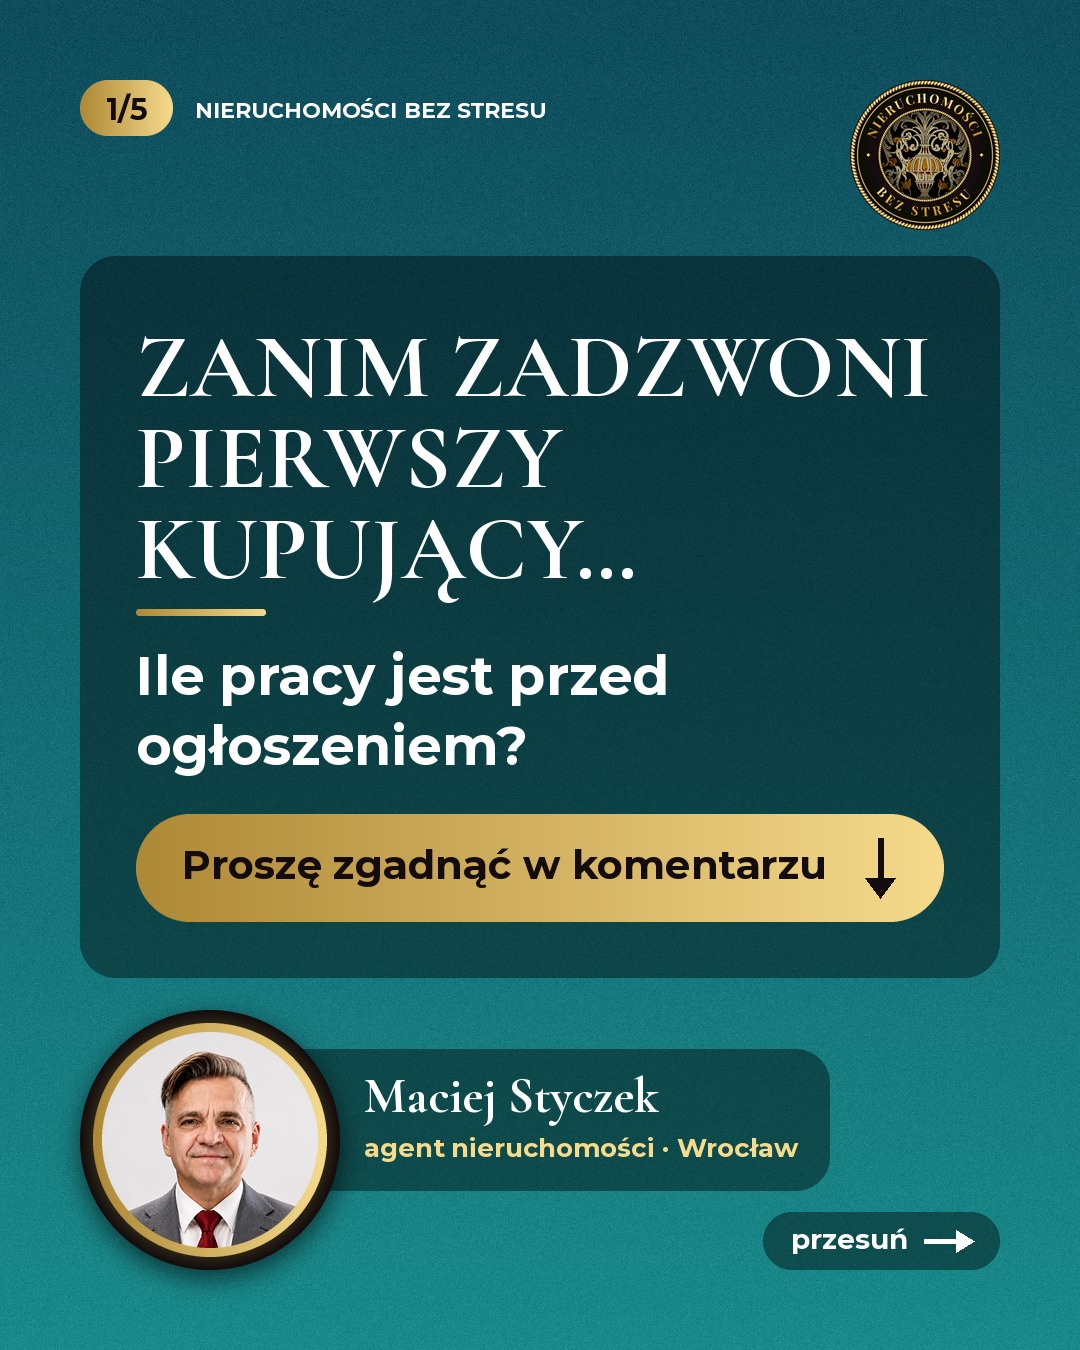 1/5
NIERUCHOMOŚCI BEZ STRESU
NIERUCHOMOŚCI
BEZ STRESU
ZANIM ZADZWONI
PIERWSZY
KUPUJĄCY...
Ile pracy jest przed
ogłoszeniem?
Proszę zgadnąć w komentarzu
Maciej Styczek
agent nieruchomości · Wrocław
przesuń